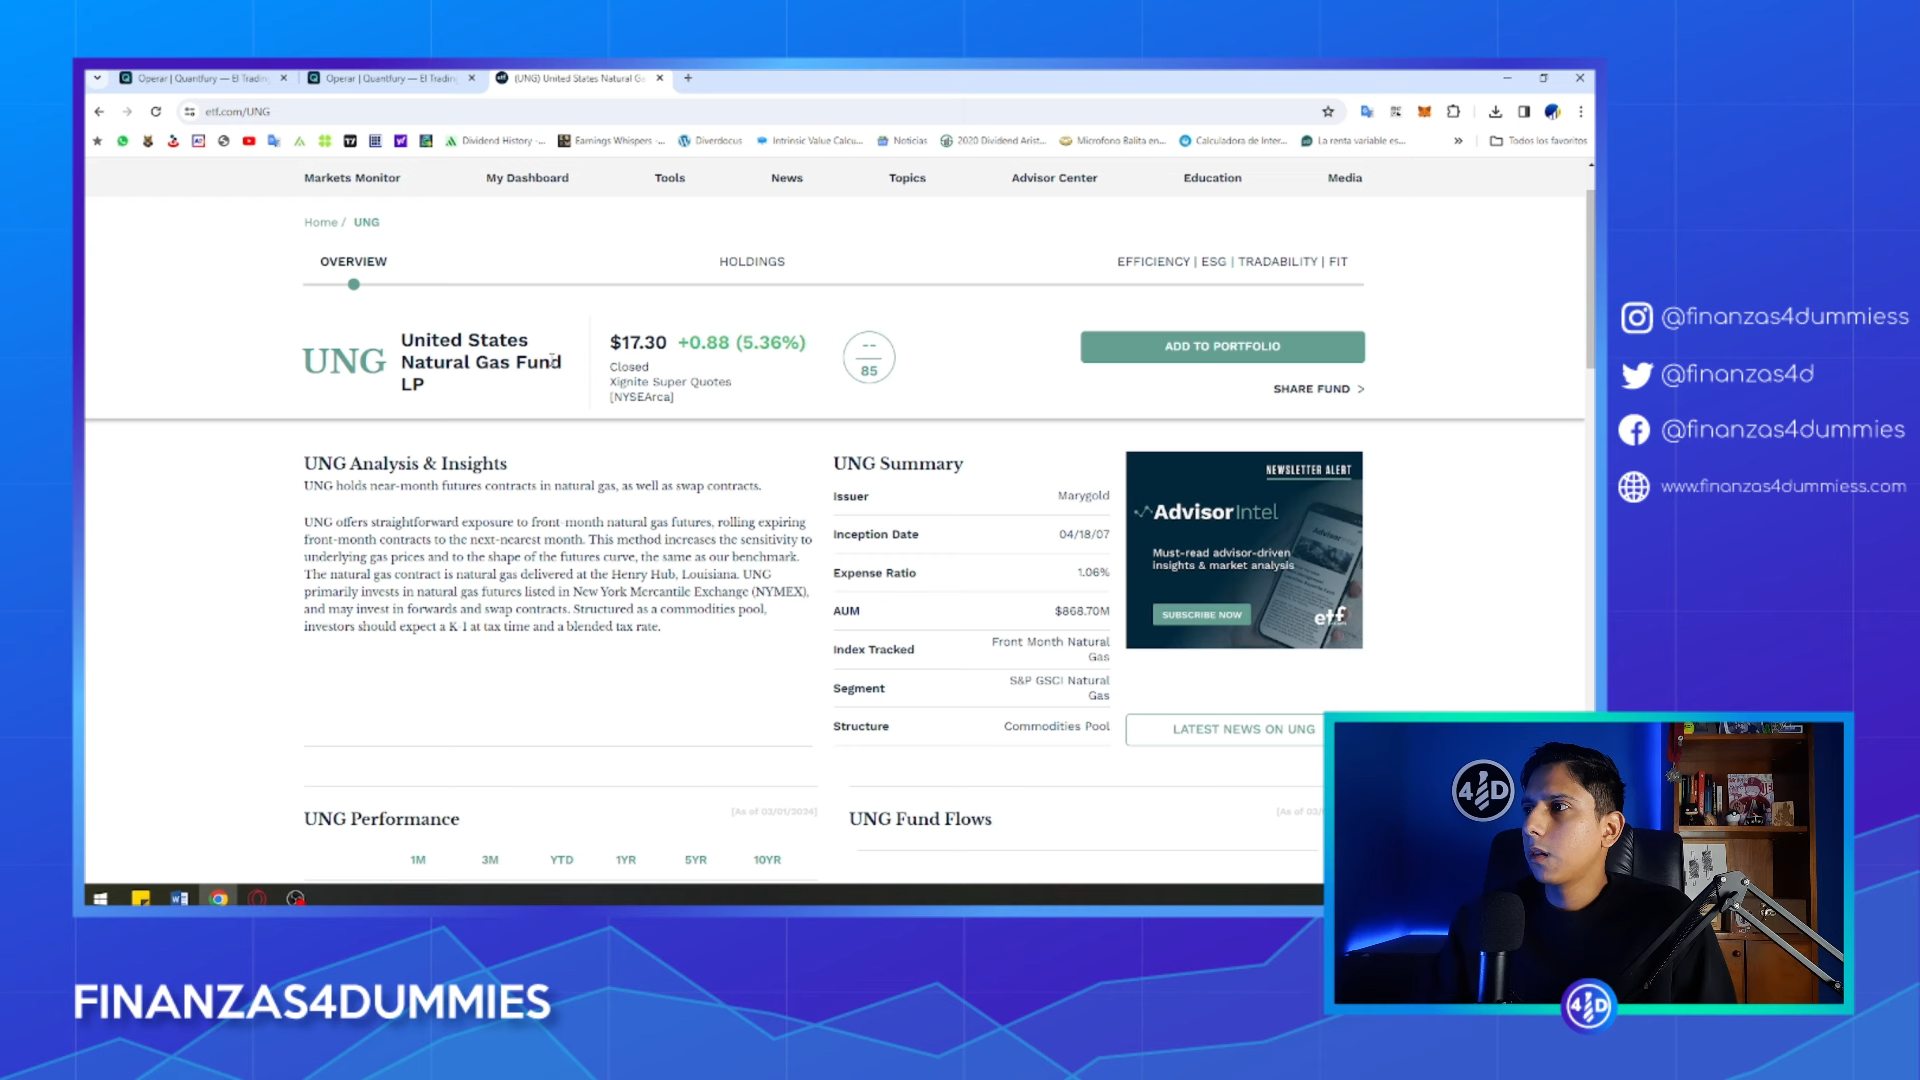 Operar | Quantfury — El Trading
Operar | Quantfury — El Trading
(UNG) United States Natural Ga
etf.com/UNG
Dividend History -...
Earnings Whispers -...
Diverdocus
Intrinsic Value Calcu...
Noticias
2020 Dividend Arist...
Microfono Balita en...
Calculadora de Inter...
La renta variable es...
Todos los favoritos
Markets Monitor
My Dashboard
Tools
News
Topics
Advisor Center
Education
Media
Home / UNG
OVERVIEW
HOLDINGS
EFFICIENCY | ESG | TRADABILITY | FIT
UNG
United States
Natural Gas Fund
LP
$17.30 +0.88 (5.36%)
Closed
Xignite Super Quotes
[NYSEArca]
--
85
ADD TO PORTFOLIO
SHARE FUND >
UNG Analysis & Insights
UNG holds near-month futures contracts in natural gas, as well as swap contracts.
UNG offers straightforward exposure to front-month natural gas futures, rolling expiring
front-month contracts to the next-nearest month. This method increases the sensitivity to
underlying gas prices and to the shape of the futures curve, the same as our benchmark.
The natural gas contract is natural gas delivered at the Henry Hub, Louisiana. UNG
primarily invests in natural gas futures listed in New York Mercantile Exchange (NYMEX),
and may invest in forwards and swap contracts. Structured as a commodities pool,
investors should expect a K-1 at tax time and a blended tax rate.
UNG Summary
Issuer Marygold
Inception Date 04/18/07
Expense Ratio 1.06%
AUM $868.70M
Index Tracked Front Month Natural
Gas
Segment S&P GSCI Natural
Gas
Structure Commodities Pool
NEWSLETTER ALERT
AdvisorIntel
Must-read advisor-driven
insights & market analysis
SUBSCRIBE NOW
etf
LATEST NEWS ON UNG
UNG Performance
[As of 03/01/2024]
1M 3M YTD 1YR 5YR 10YR
UNG Fund Flows
[As of 03/
@finanzas4dummiess
@finanzas4d
@finanzas4dummies
www.finanzas4dummiess.com
4D
4D
FINANZAS4DUMMIES